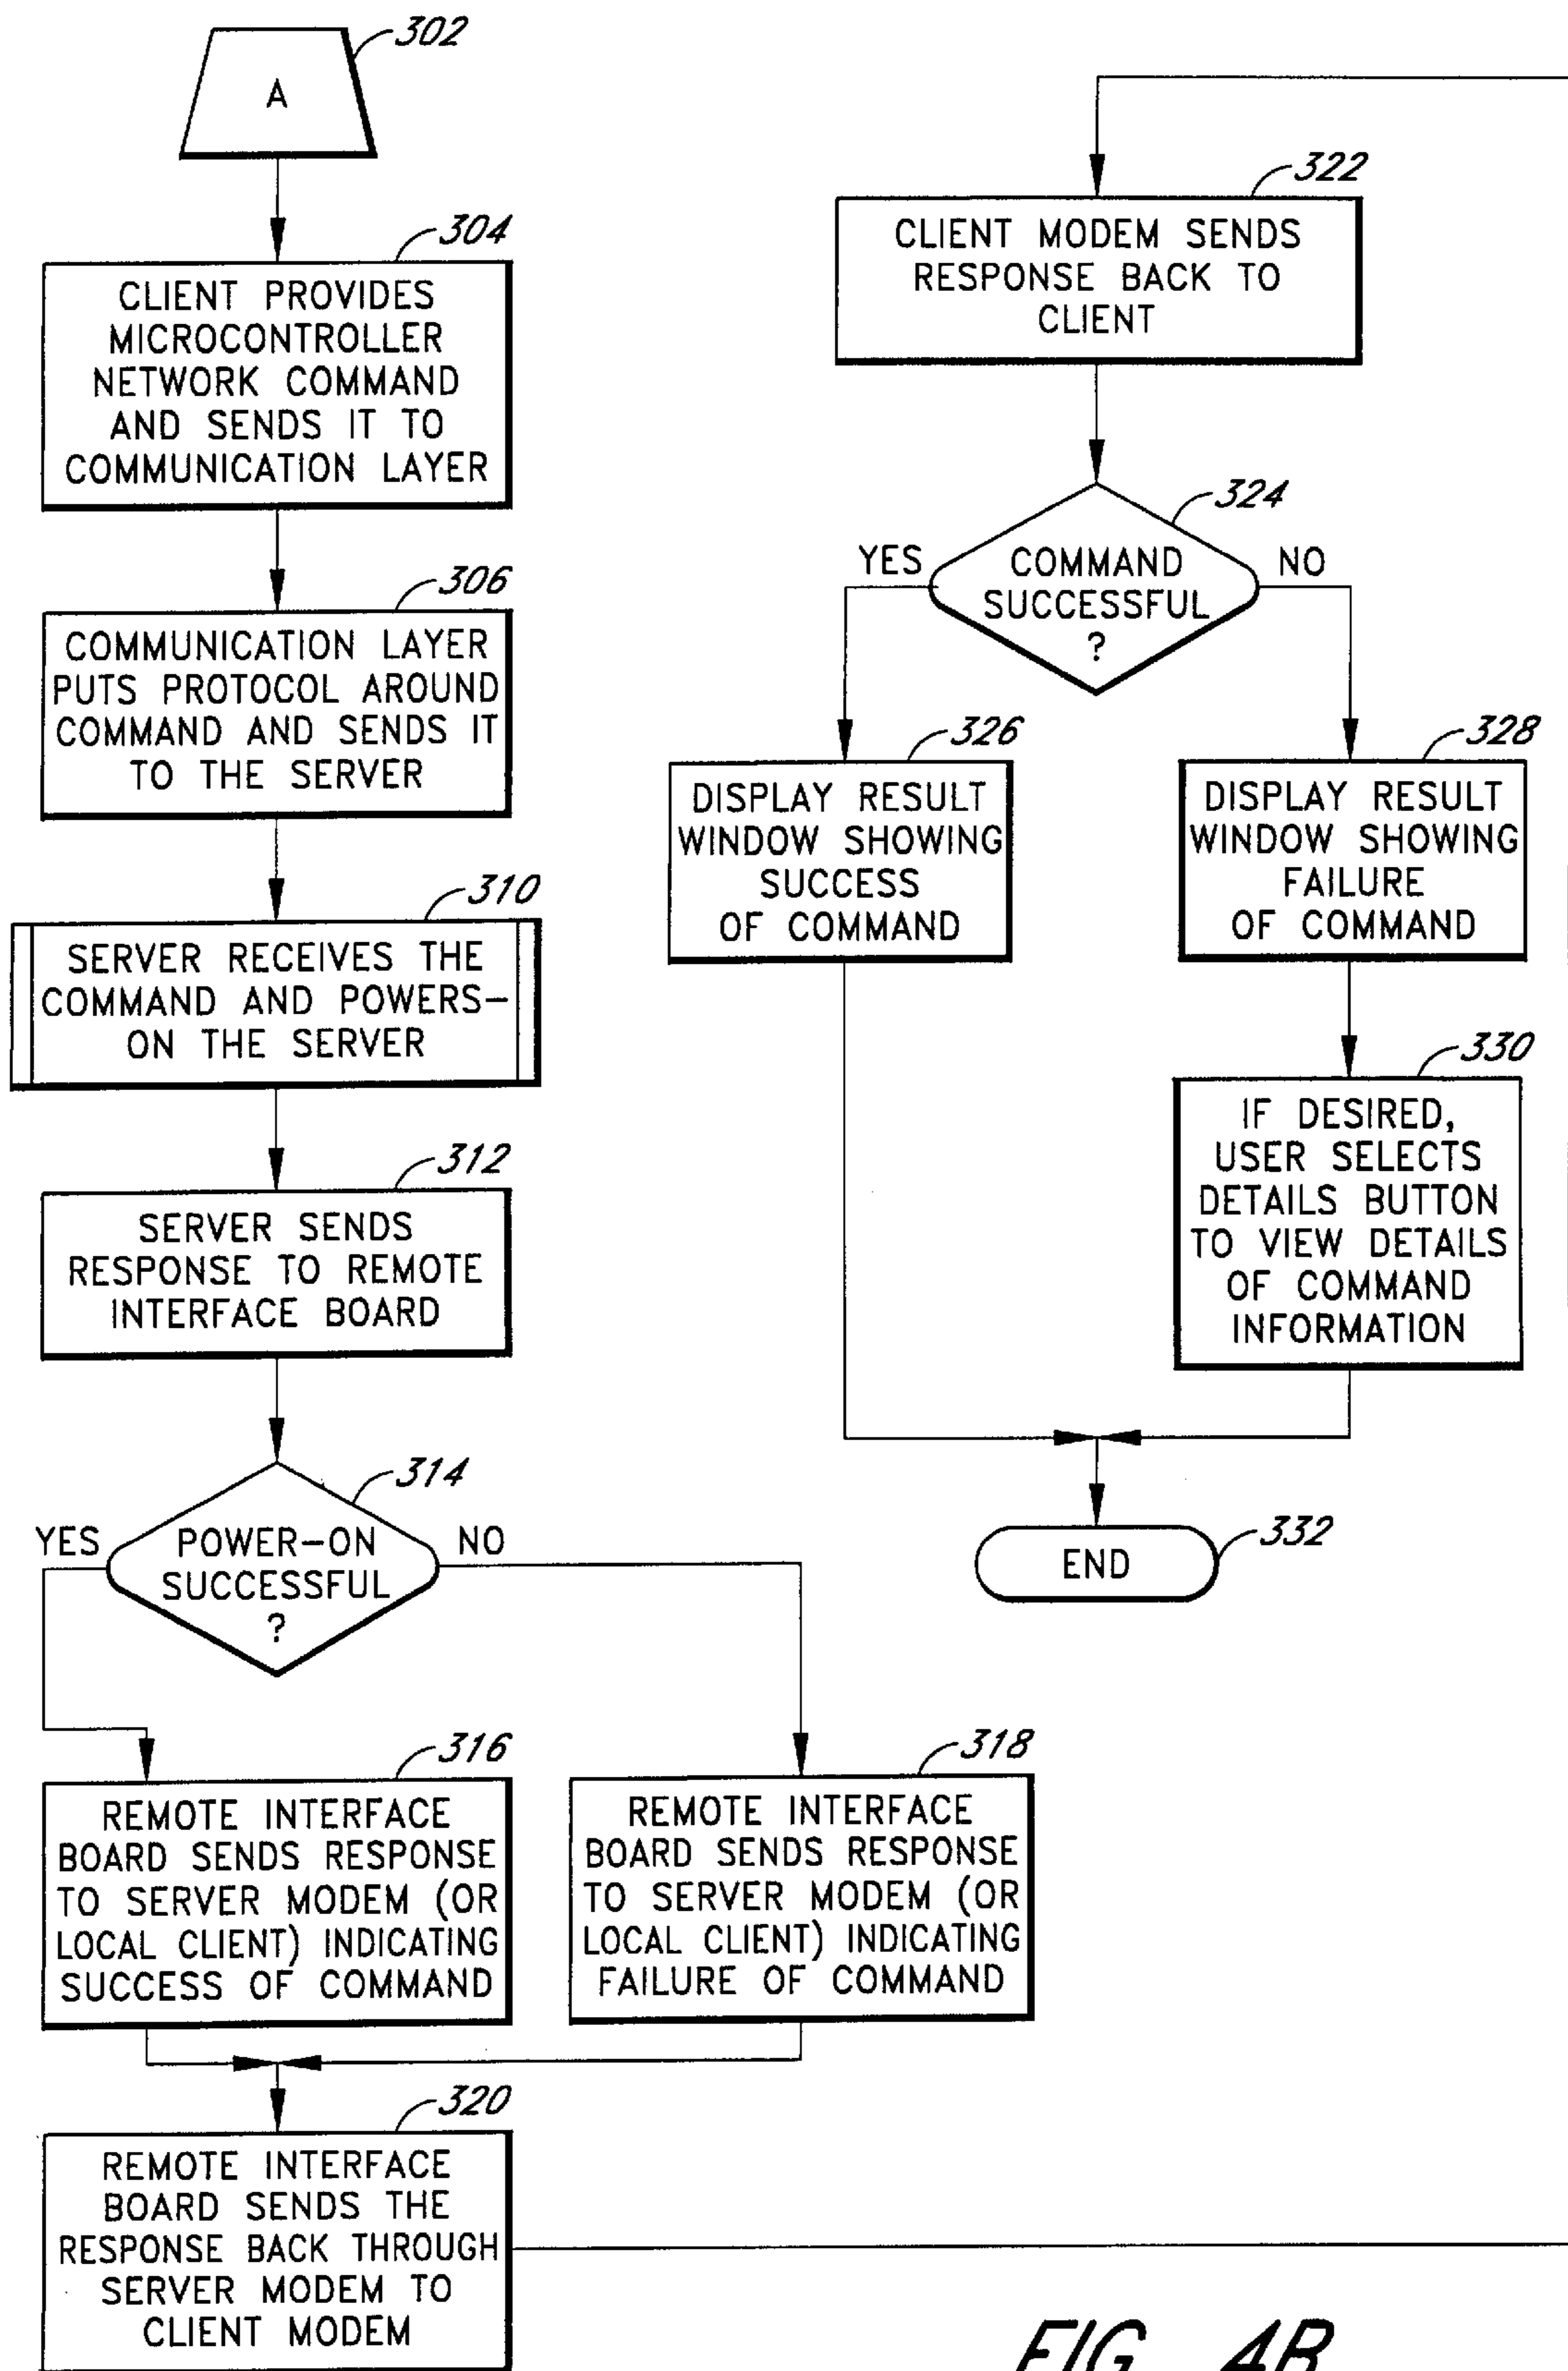 302
A
304
CLIENT PROVIDES
MICROCONTROLLER
NETWORK COMMAND
AND SENDS IT TO
COMMUNICATION LAYER
306
COMMUNICATION LAYER
PUTS PROTOCOL AROUND
COMMAND AND SENDS IT
TO THE SERVER
310
SERVER RECEIVES THE
COMMAND AND POWERS-
ON THE SERVER
312
SERVER SENDS
RESPONSE TO REMOTE
INTERFACE BOARD
314
YES
POWER-ON
SUCCESSFUL
?
NO
316
REMOTE INTERFACE
BOARD SENDS RESPONSE
TO SERVER MODEM (OR
LOCAL CLIENT) INDICATING
SUCCESS OF COMMAND
318
REMOTE INTERFACE
BOARD SENDS RESPONSE
TO SERVER MODEM (OR
LOCAL CLIENT) INDICATING
FAILURE OF COMMAND
320
REMOTE INTERFACE
BOARD SENDS THE
RESPONSE BACK THROUGH
SERVER MODEM TO
CLIENT MODEM
322
CLIENT MODEM SENDS
RESPONSE BACK TO
CLIENT
324
YES
COMMAND
SUCCESSFUL
?
NO
326
DISPLAY RESULT
WINDOW SHOWING
SUCCESS
OF COMMAND
328
DISPLAY RESULT
WINDOW SHOWING
FAILURE
OF COMMAND
330
IF DESIRED,
USER SELECTS
DETAILS BUTTON
TO VIEW DETAILS
OF COMMAND
INFORMATION
332
END
FIG. 4B